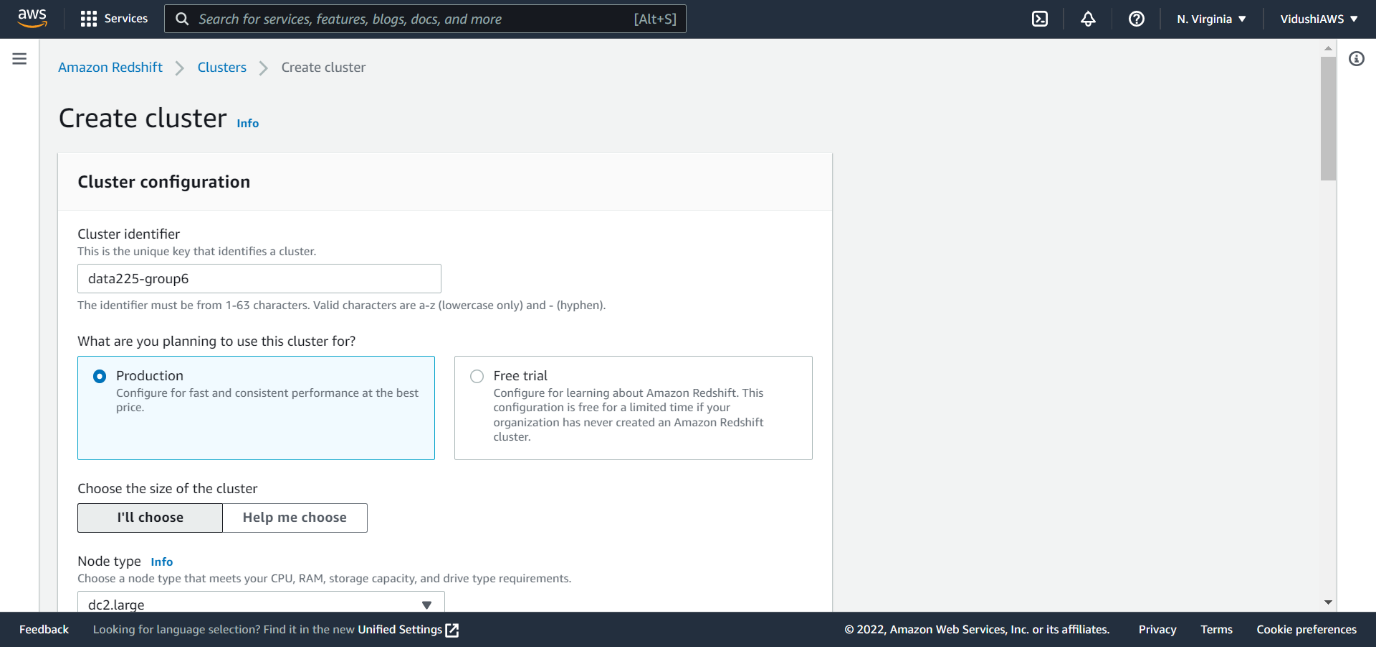 aws Services Search for services, features, blogs, docs, and more [Alt+S] N. Virginia VidushiAWS
Amazon Redshift Clusters Create cluster
Create cluster Info
Cluster configuration
Cluster identifier
This is the unique key that identifies a cluster.
data225-group6
The identifier must be from 1-63 characters. Valid characters are a-z (lowercase only) and - (hyphen).
What are you planning to use this cluster for?
Production
Configure for fast and consistent performance at the best
price.
Free trial
Configure for learning about Amazon Redshift. This
configuration is free for a limited time if your
organization has never created an Amazon Redshift
cluster.
Choose the size of the cluster
I'll choose Help me choose
Node type Info
Choose a node type that meets your CPU, RAM, storage capacity, and drive type requirements.
dc2.large
Feedback Looking for language selection? Find it in the new Unified Settings © 2022, Amazon Web Services, Inc. or its affiliates. Privacy Terms Cookie preferences